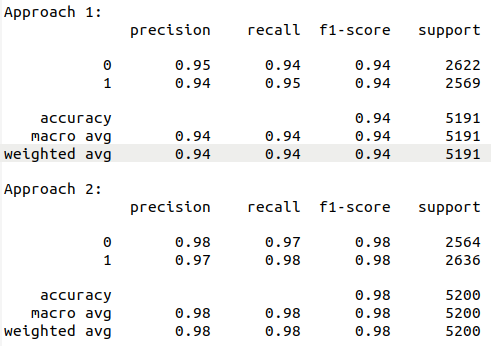 Approach 1:
precision recall f1-score support
0 0.95 0.94 0.94 2622
1 0.94 0.95 0.94 2569
accuracy 0.94 5191
macro avg 0.94 0.94 0.94 5191
weighted avg 0.94 0.94 0.94 5191
Approach 2:
precision recall f1-score support
0 0.98 0.97 0.98 2564
1 0.97 0.98 0.98 2636
accuracy 0.98 5200
macro avg 0.98 0.98 0.98 5200
weighted avg 0.98 0.98 0.98 5200